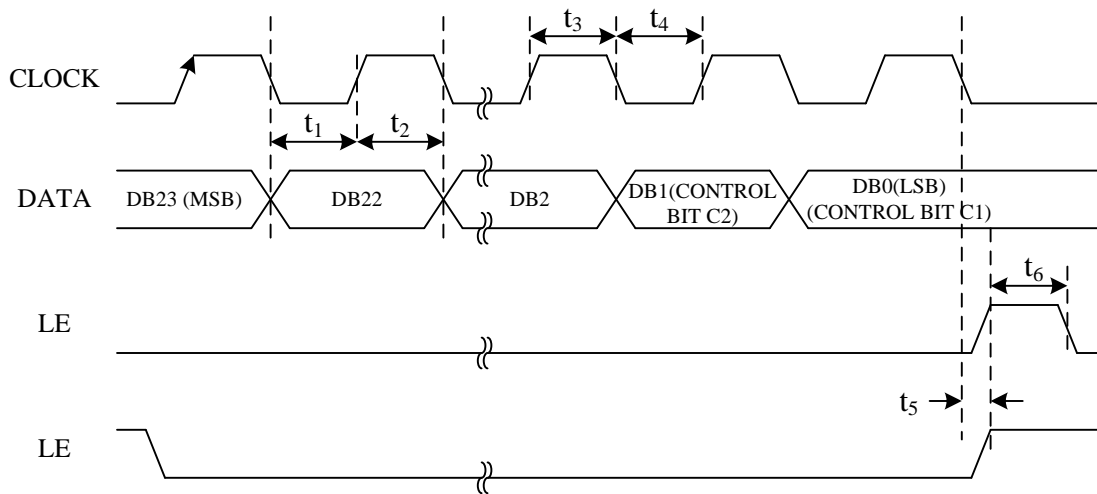 t₃
t₄
CLOCK
t₁
t₂
DATA
DB23 (MSB)
DB22
DB2
DB1(CONTROL
BIT C2)
DB0(LSB)
(CONTROL BIT C1)
t₆
LE
t₅
LE